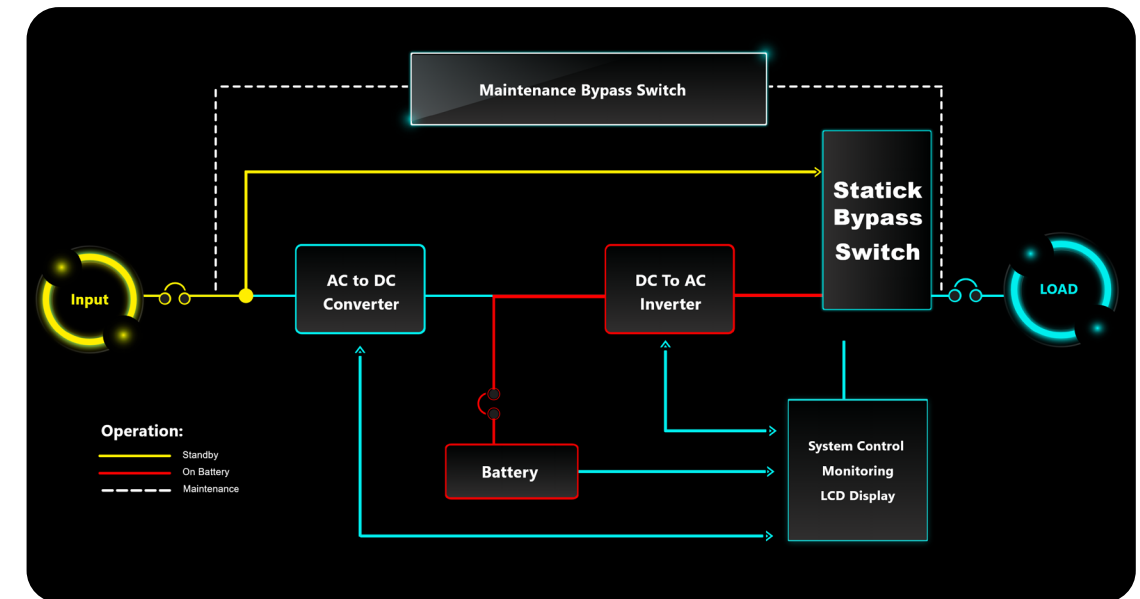 Maintenance Bypass Switch
Statick
Bypass
Switch
Input
AC to DC
Converter
DC To AC
Inverter
LOAD
Operation:
Standby
On Battery
Maintenance
Battery
System Control
Monitoring
LCD Display